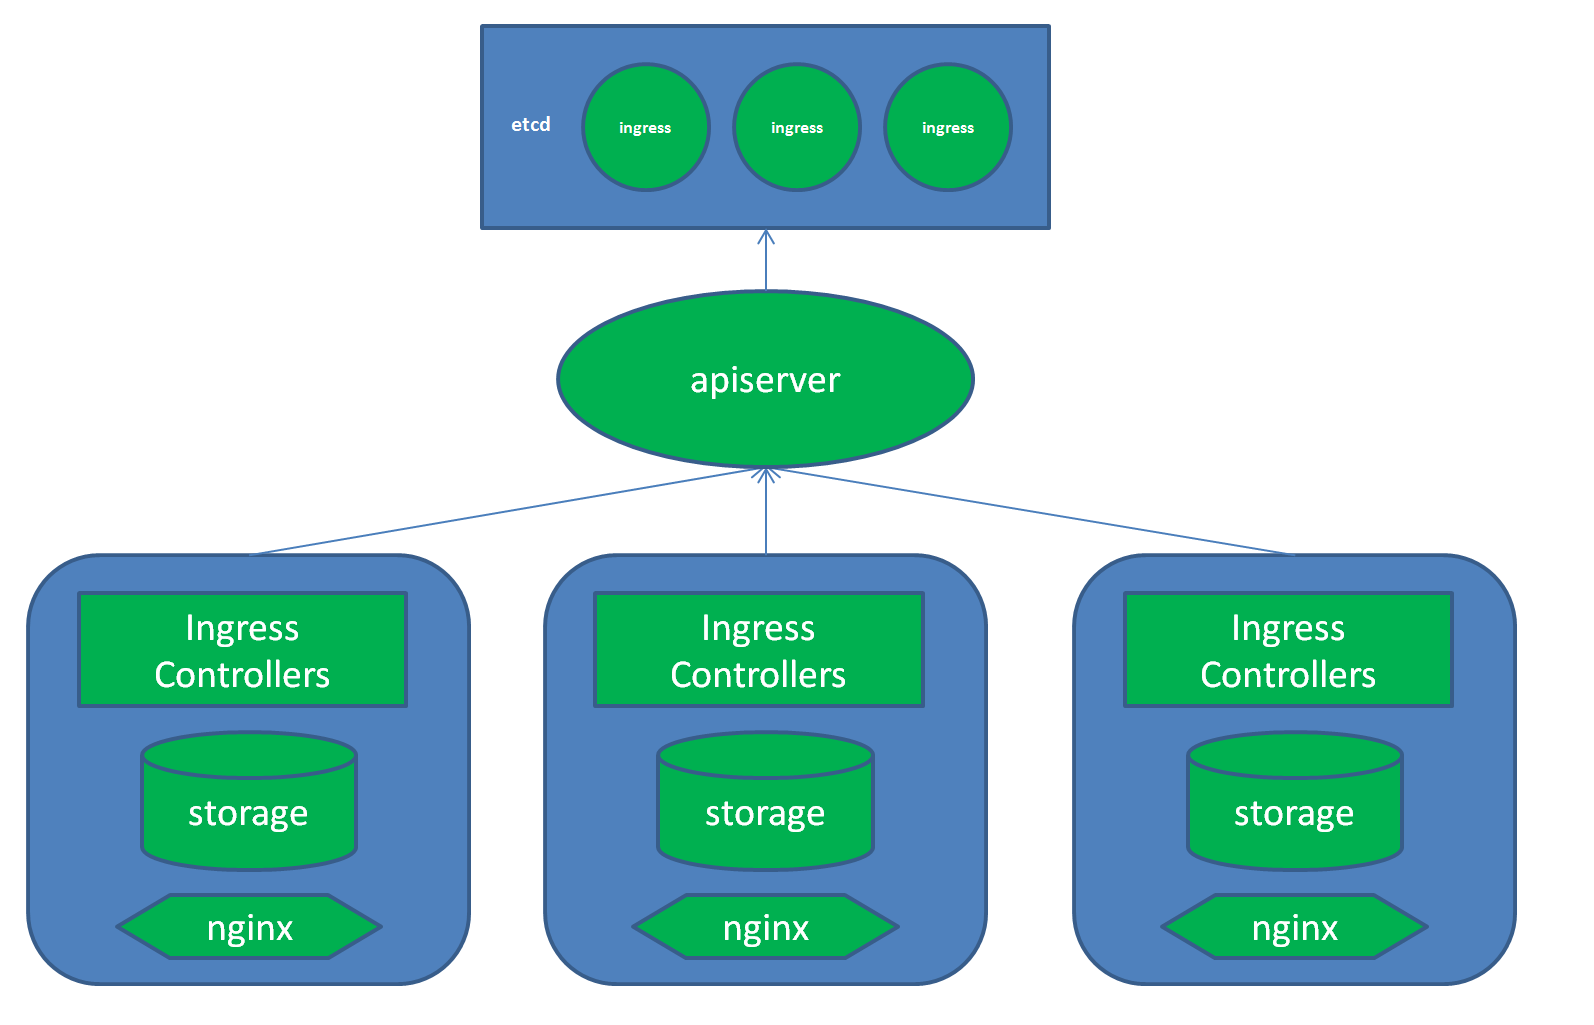 etcd
ingress
ingress
ingress
apiserver
Ingress
Controllers
storage
nginx
Ingress
Controllers
storage
nginx
Ingress
Controllers
storage
nginx